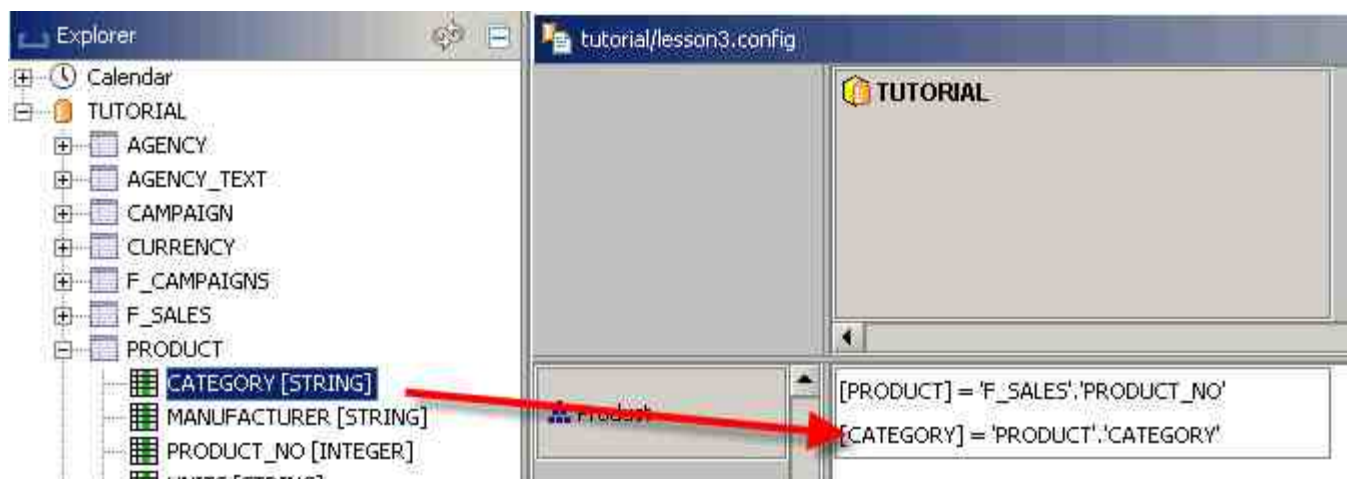 Explorer
Calendar
TUTORIAL
AGENCY
AGENCY_TEXT
CAMPAIGN
CURRENCY
F_CAMPAIGNS
F_SALES
PRODUCT
CATEGORY [STRING]
MANUFACTURER [STRING]
PRODUCT_NO [INTEGER]
tutorial/lesson3.config
TUTORIAL
Product
[PRODUCT] = 'F_SALES'.'PRODUCT_NO'
[CATEGORY] = 'PRODUCT'.'CATEGORY'